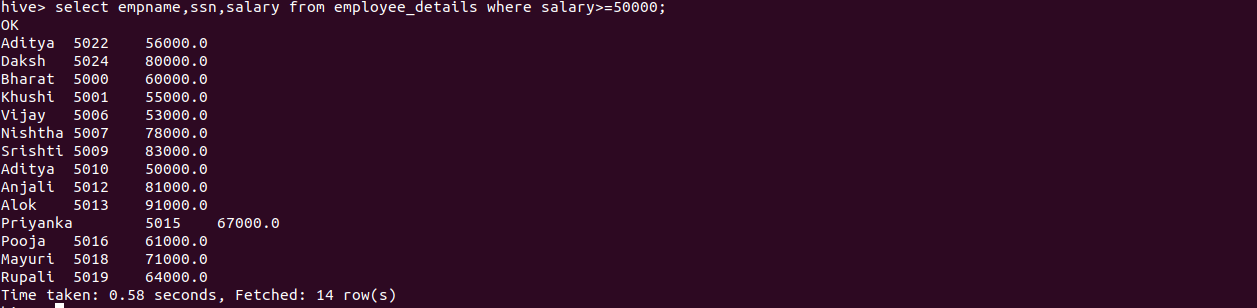 hive> select empname,ssn,salary from employee_details where salary>=50000;
OK
Aditya  5022    56000.0
Daksh   5024    80000.0
Bharat  5000    60000.0
Khushi  5001    55000.0
Vijay   5006    53000.0
Nishtha 5007    78000.0
Srishti 5009    83000.0
Aditya  5010    50000.0
Anjali  5012    81000.0
Alok    5013    91000.0
Priyanka        5015    67000.0
Pooja   5016    61000.0
Mayuri  5018    71000.0
Rupali  5019    64000.0
Time taken: 0.58 seconds, Fetched: 14 row(s)